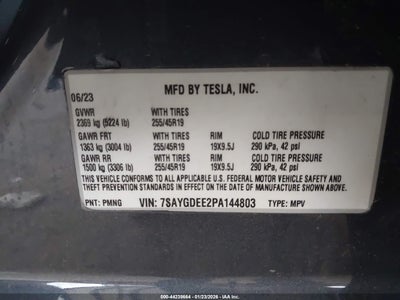 MFD BY TESLA, INC.
06/23
GVWR WITH TIRES
2369 kg (5224 lb) 255/45R19
GAWR FRT WITH TIRES RIM COLD TIRE PRESSURE
1363 kg (3004 lb) 255/45R19 19X9.5J 290 kPa, 42 psi
GAWR RR WITH TIRES RIM COLD TIRE PRESSURE
1500 kg (3306 lb) 255/45R19 19X9.5J 290 kPa, 42 psi
THIS VEHICLE CONFORMS TO ALL APPLICABLE U.S. FEDERAL MOTOR VEHICLE SAFETY
AND THEFT PREVENTION STANDARDS IN EFFECT ON THE DATE OF MANUFACTURE SHOWN ABOVE.
PNT: PMNG VIN: 7SAYGDEE2PA144803 TYPE: MPV
500-44239664 - 01/23/2026 - IAA Inc.